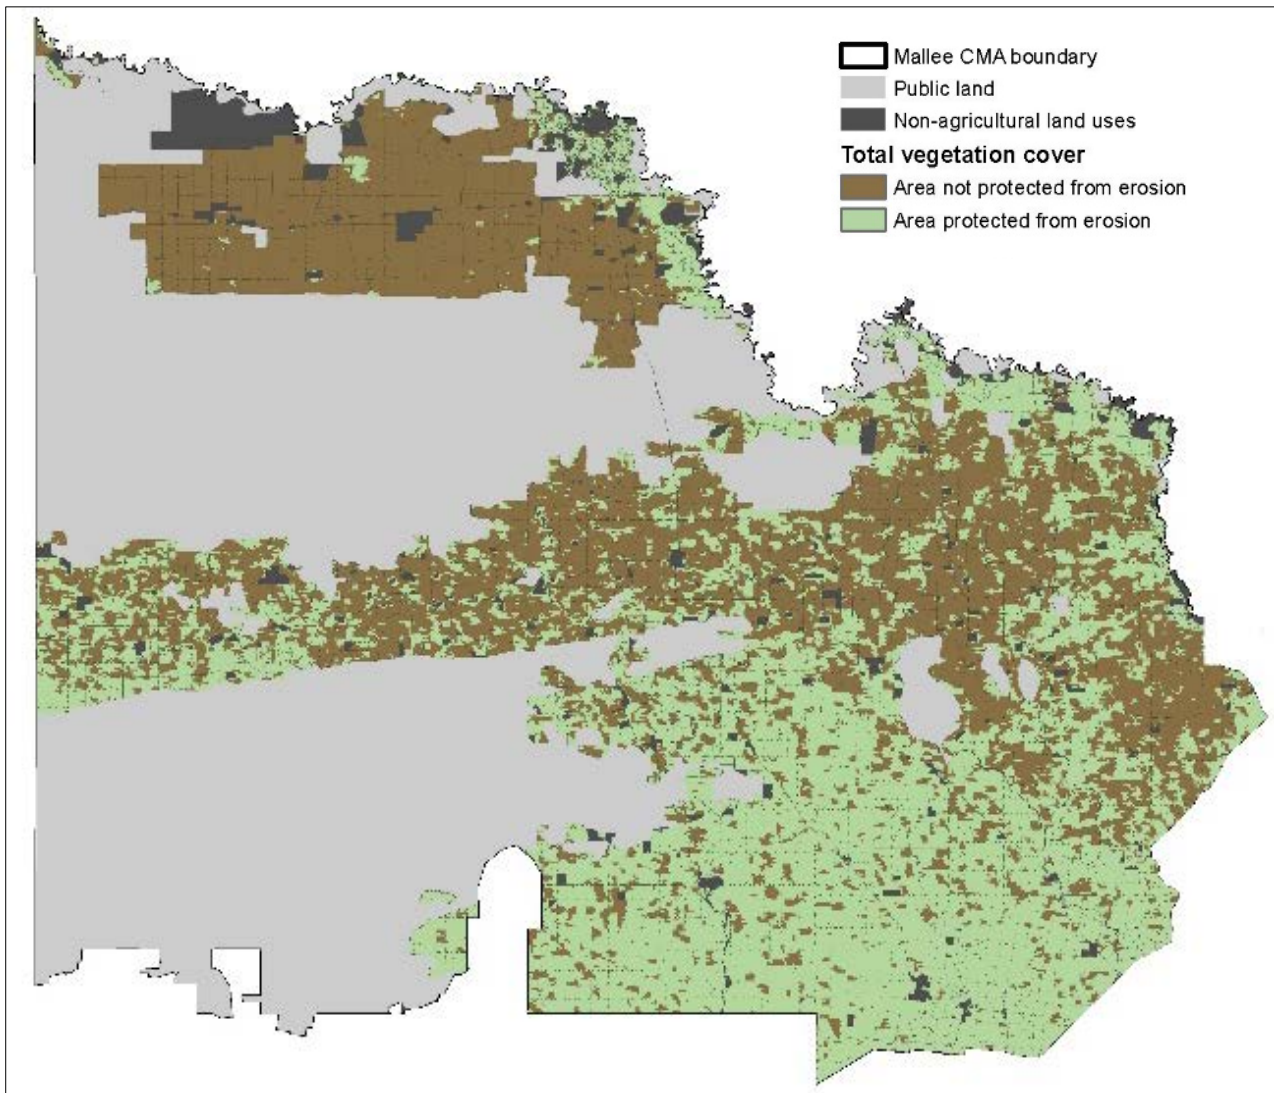 Mallee CMA boundary
Public land
Non-agricultural land uses
Total vegetation cover
Area not protected from erosion
Area protected from erosion